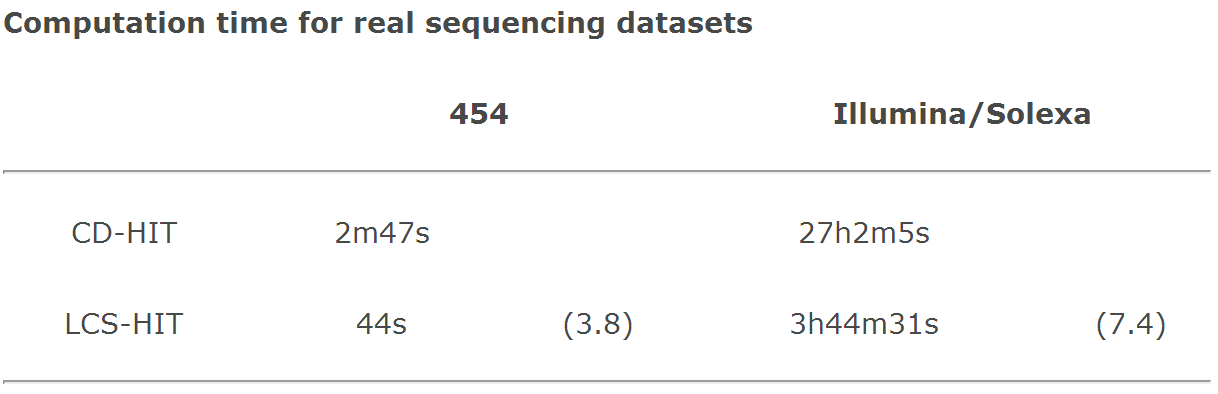 Computation time for real sequencing datasets
454 Illumina/Solexa
CD-HIT 2m47s 27h2m5s
LCS-HIT 44s (3.8) 3h44m31s (7.4)